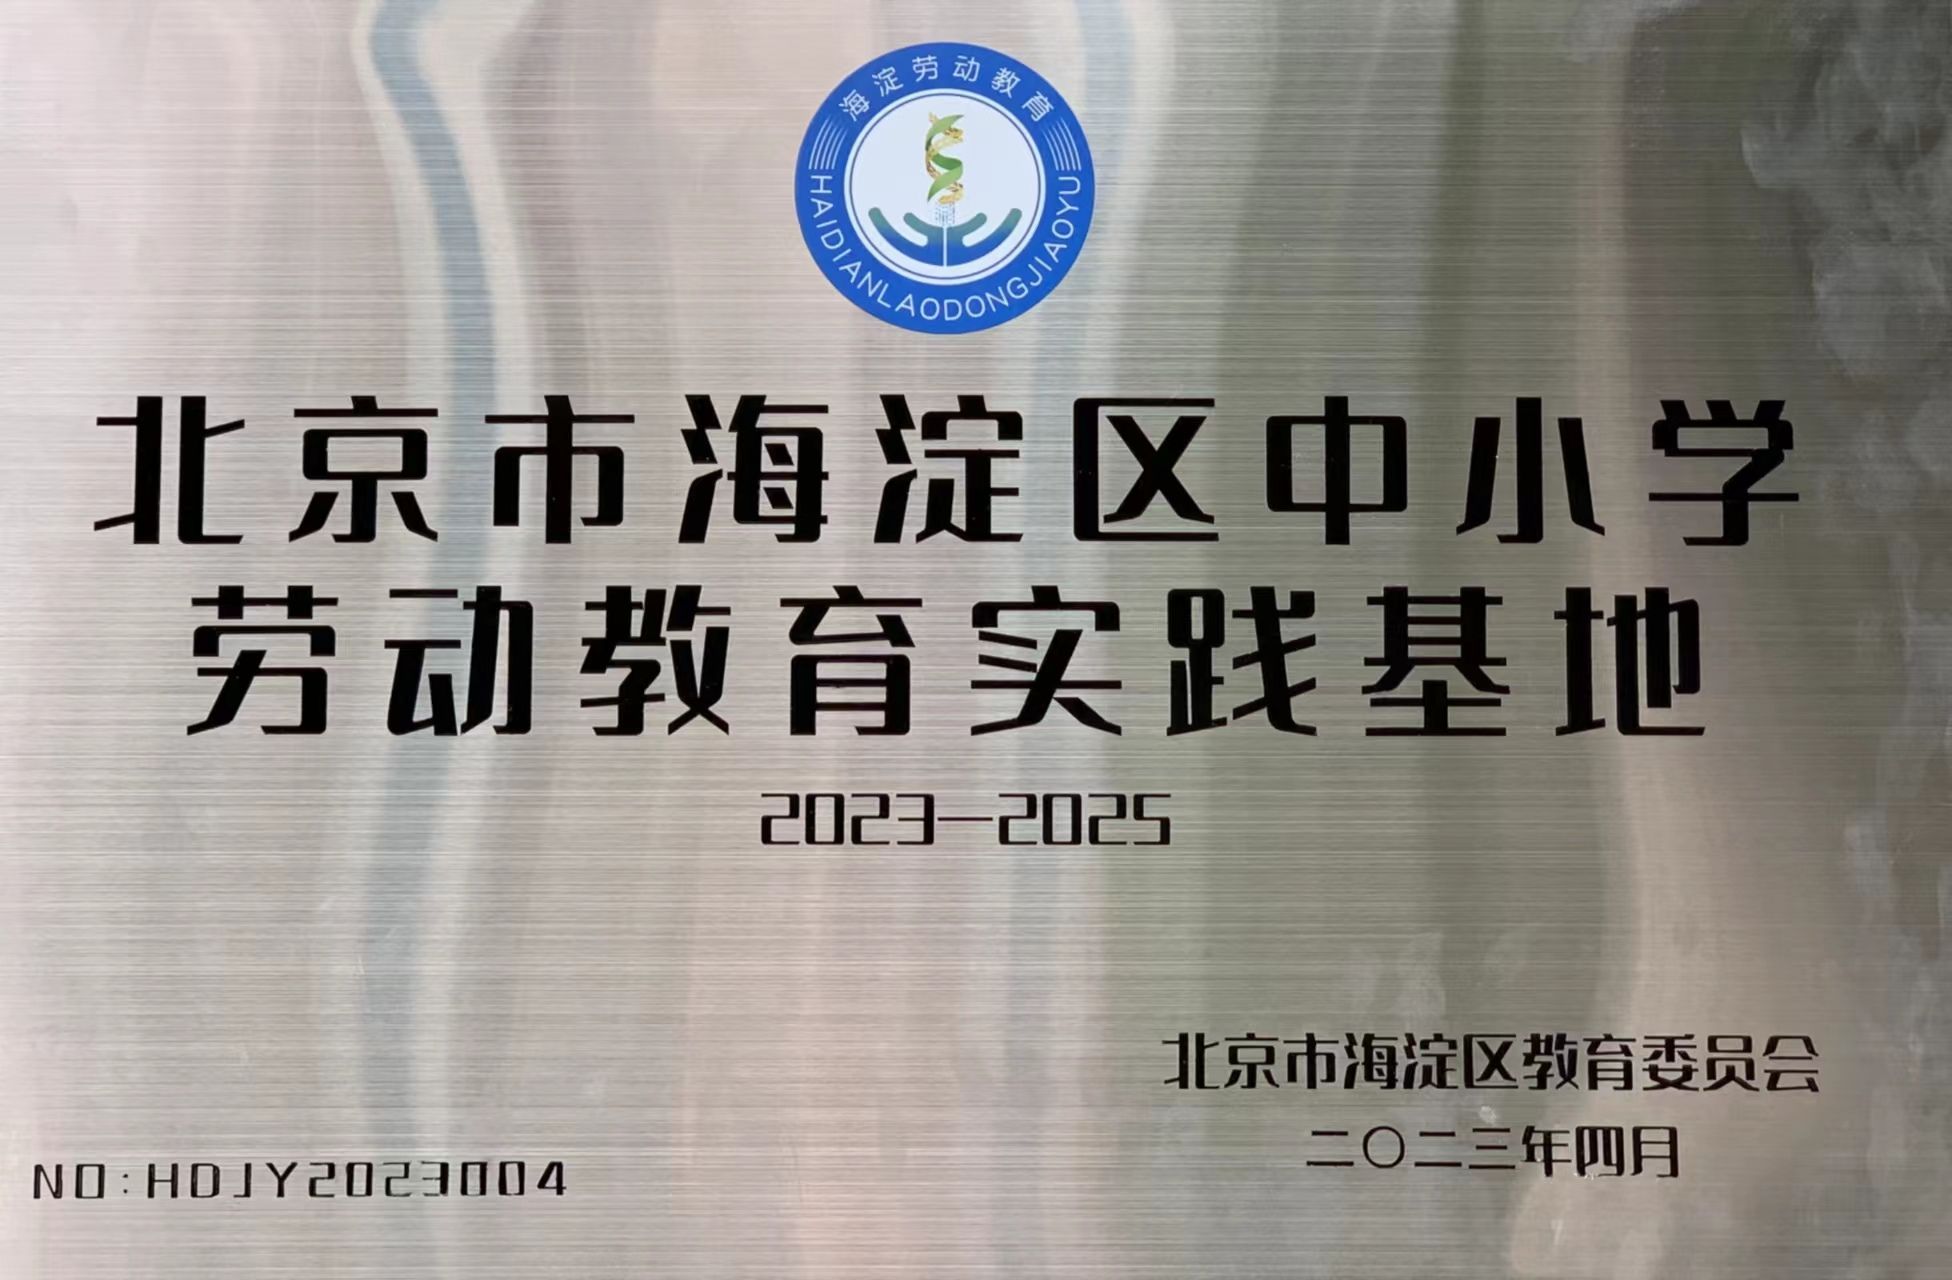 海淀劳动教育
HAIDIANLAODONGJIAOYU
北京市海淀区中小学
劳动教育实践基地
2023—2025
北京市海淀区教育委员会
二〇二三年四月
NO:HDJY2023004